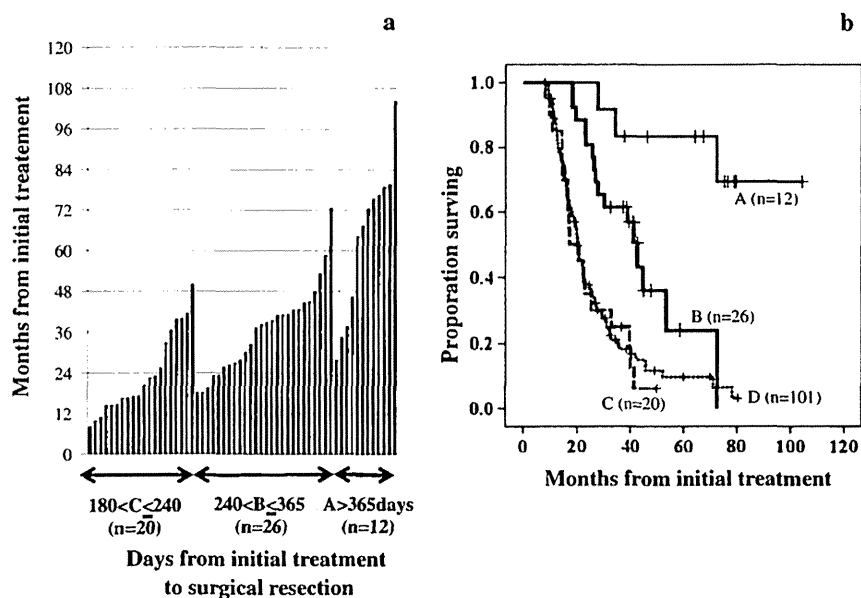 a
120
108
96
84
72
60
48
36
24
12
0
Months from initial treatement
180<C≤240
(n=20)
240<B≤365
(n=26)
A>365days
(n=12)
Days from initial treatment
to surgical resection
b
1.0
0.8
0.6
0.4
0.2
0.0
Proporation surving
A (n=12)
B (n=26)
C (n=20)
D (n=101)
0
20
40
60
80
100
120
Months from initial treatment